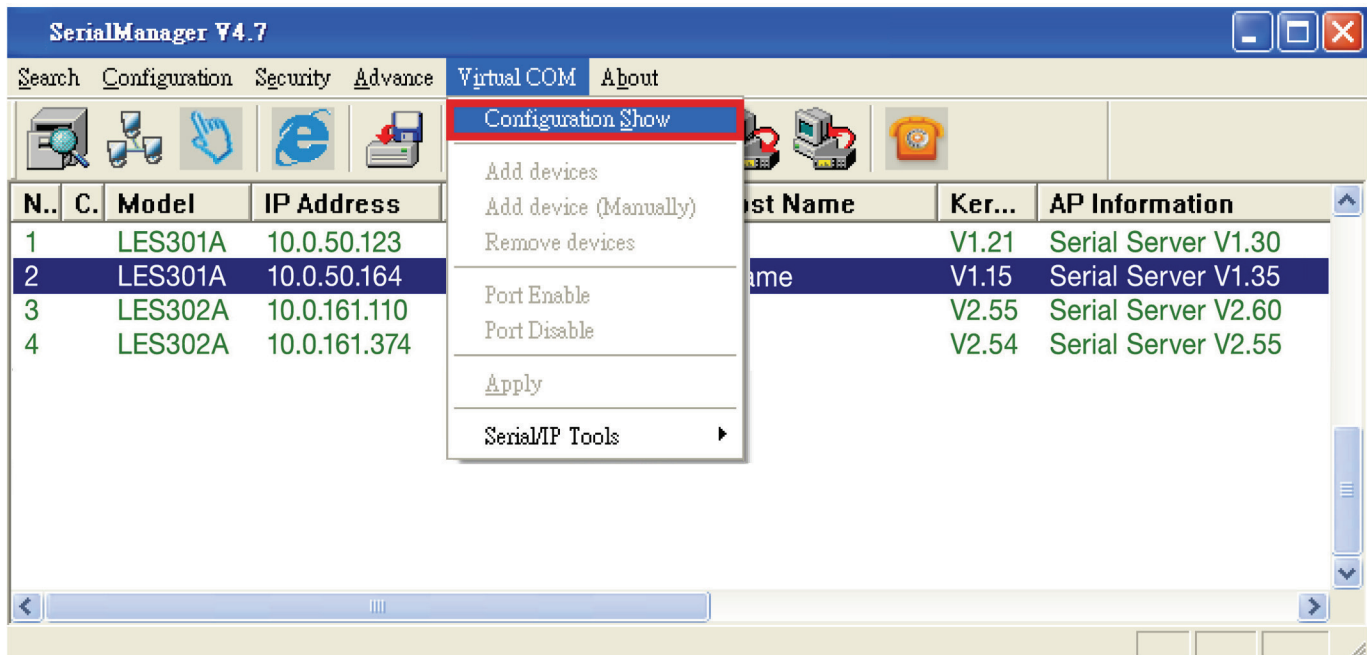 SerialManager V4.7
Search Configuration Security Advance Virtual COM About
Configuration Show
Add devices
Add device (Manually)
Remove devices
Port Enable
Port Disable
Apply
Serial/IP Tools
N.. C. Model IP Address ost Name Ker... AP Information
1 LES301A 10.0.50.123 V1.21 Serial Server V1.30
2 LES301A 10.0.50.164 ame V1.15 Serial Server V1.35
3 LES302A 10.0.161.110 V2.55 Serial Server V2.60
4 LES302A 10.0.161.374 V2.54 Serial Server V2.55